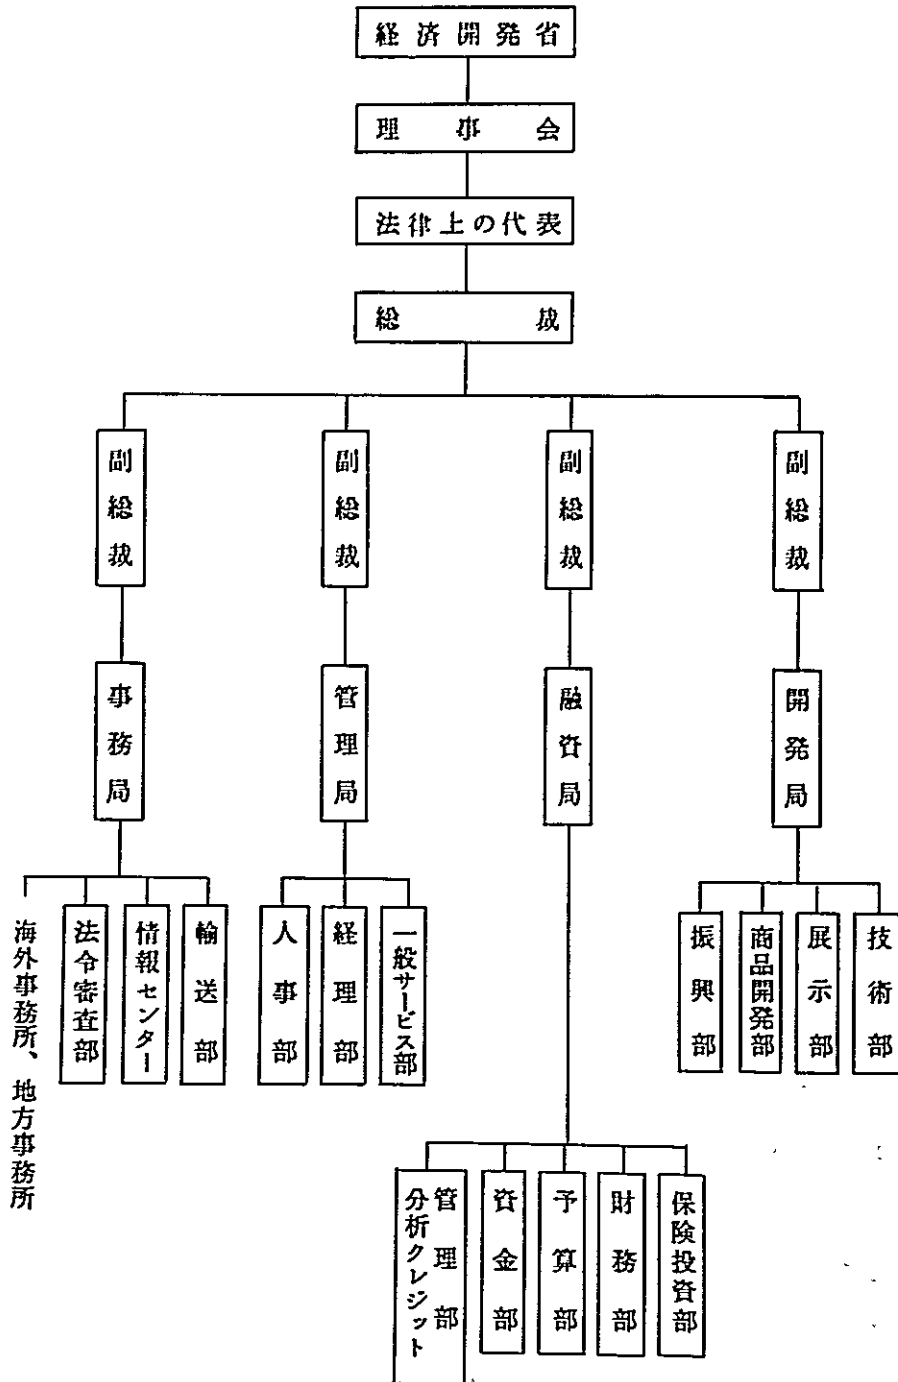 経済開発省
理事会
法律上の代表
総裁
副総裁
副総裁
副総裁
副総裁
事務局
管理局
融資局
開発局
海外事務所、地方事務所
法令審査部
情報センター
輸送部
人事部
経理部
一般サービス部
振興部
商品開発部
展示部
技術部
管理部
分析クレジット
資金部
予算部
財務部
保険投資部